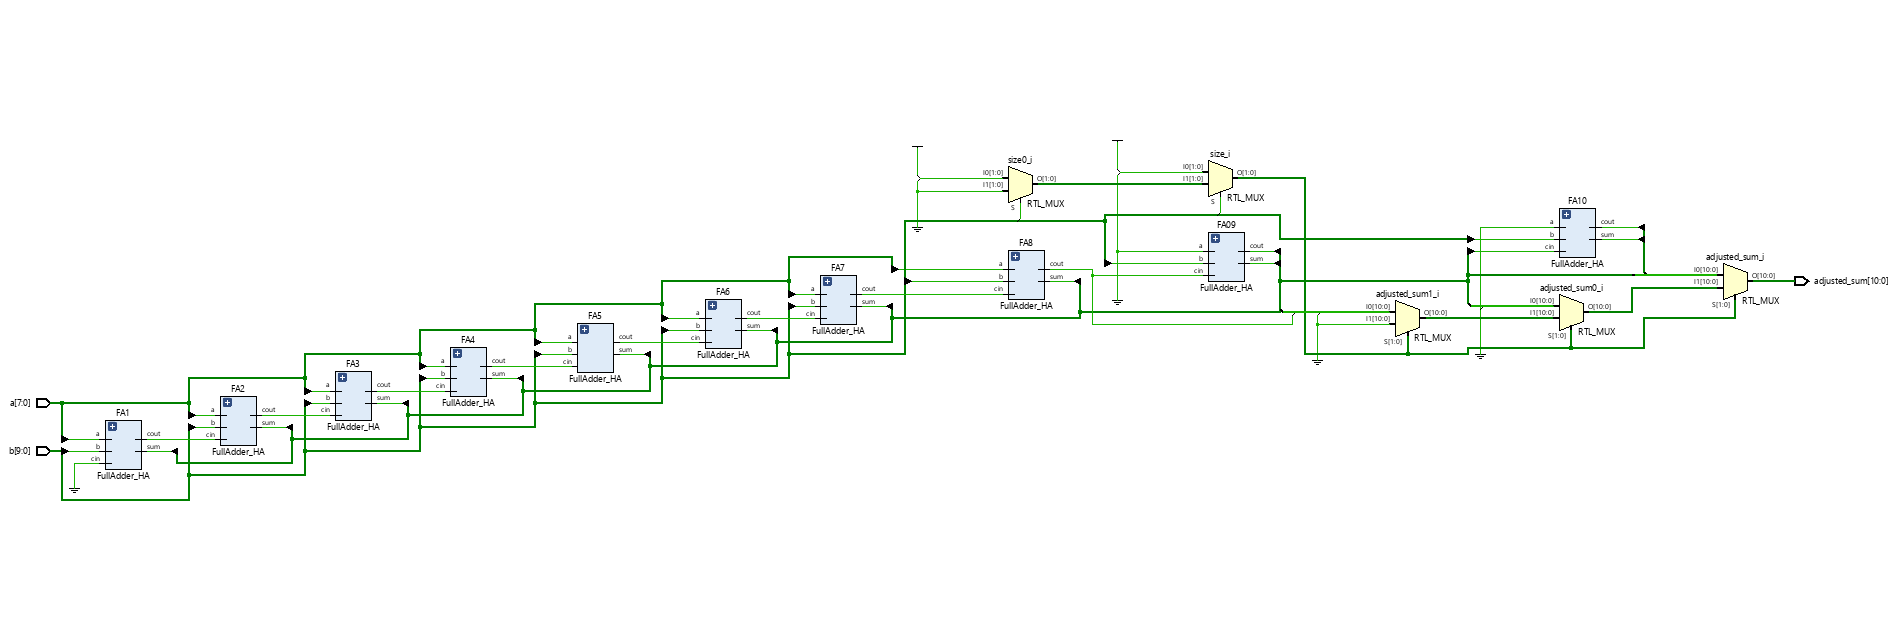 size_i
size0_i
I0[1:0]
I1[1:0]
O[1:0]
S
RTL_MUX
I0[1:0]
I1[1:0]
O[1:0]
S
RTL_MUX
FA10
a
b
cin
cout
sum
FullAdder_HA
FA09
a
b
cin
cout
sum
FullAdder_HA
FA8
a
b
cin
cout
sum
FullAdder_HA
adjusted_sum_i
I0[10:0]
I1[10:0]
O[10:0]
S[1:0]
RTL_MUX
adjusted_sum[10:0]
adjusted_sum0_i
I0[10:0]
I1[10:0]
O[10:0]
S[1:0]
RTL_MUX
adjusted_sum1_i
I0[10:0]
I1[10:0]
O[10:0]
S[1:0]
RTL_MUX
FA7
a
b
cin
cout
sum
FullAdder_HA
FA6
a
b
cin
cout
sum
FullAdder_HA
FA5
a
b
cin
cout
sum
FullAdder_HA
FA4
a
b
cin
cout
sum
FullAdder_HA
FA3
a
b
cin
cout
sum
FullAdder_HA
FA2
a
b
cin
cout
sum
FullAdder_HA
a[7:0]
FA1
a
b
cin
cout
sum
FullAdder_HA
b[9:0]